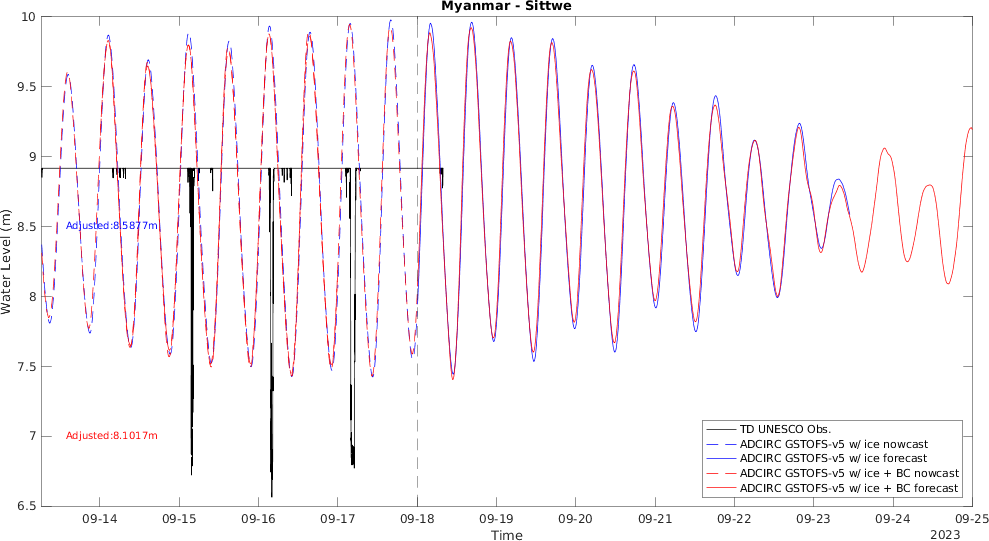 Myanmar - Sittwe
10
9.5
9
8.5
8
7.5
7
6.5
Water Level (m)
Adjusted:8.5877m
Adjusted:8.1017m
TD UNESCO Obs.
ADCIRC GSTOFS-v5 w/ ice nowcast
ADCIRC GSTOFS-v5 w/ ice forecast
ADCIRC GSTOFS-v5 w/ ice + BC nowcast
ADCIRC GSTOFS-v5 w/ ice + BC forecast
09-14 09-15 09-16 09-17 09-18 09-19 09-20 09-21 09-22 09-23 09-24 09-25
Time
2023